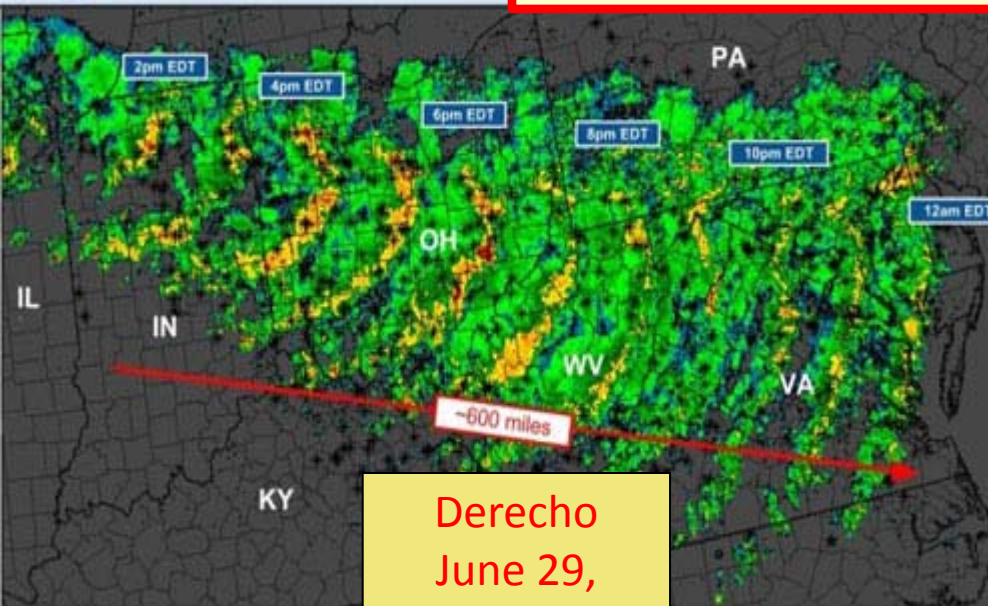 PA
2pm EDT
4pm EDT
6pm EDT
8pm EDT
10pm EDT
12am EDT
OH
IL
IN
WV
VA
~600 miles
KY
Derecho
June 29,